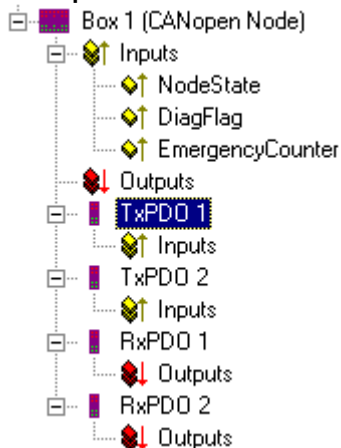 Box 1 (CANopen Node)
Inputs
NodeState
DiagFlag
EmergencyCounter
Outputs
TxPDO 1
Inputs
TxPDO 2
Inputs
RxPDO 1
Outputs
RxPDO 2
Outputs